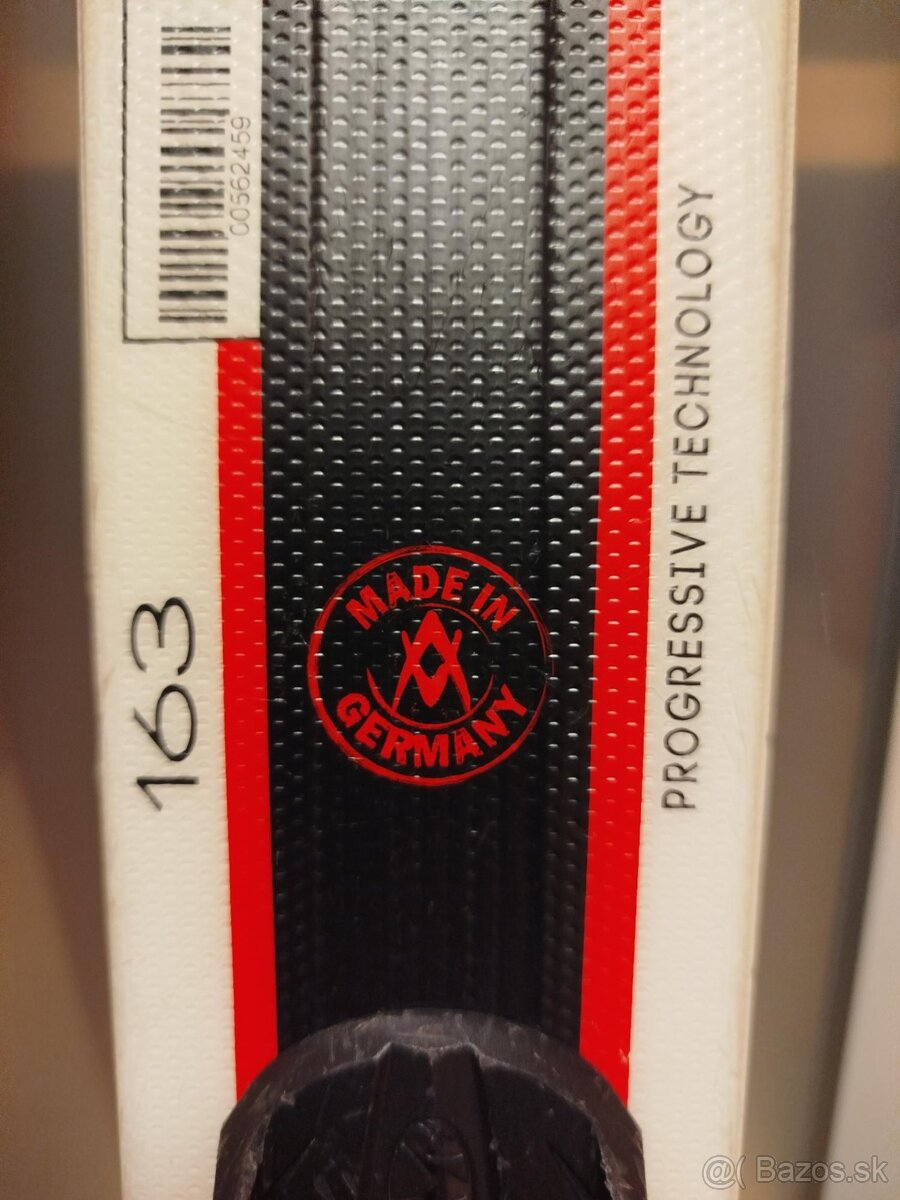 00562459
163
MADE IN
GERMANY
PROGRESSIVE TECHNOLOGY
@( Bazos.sk